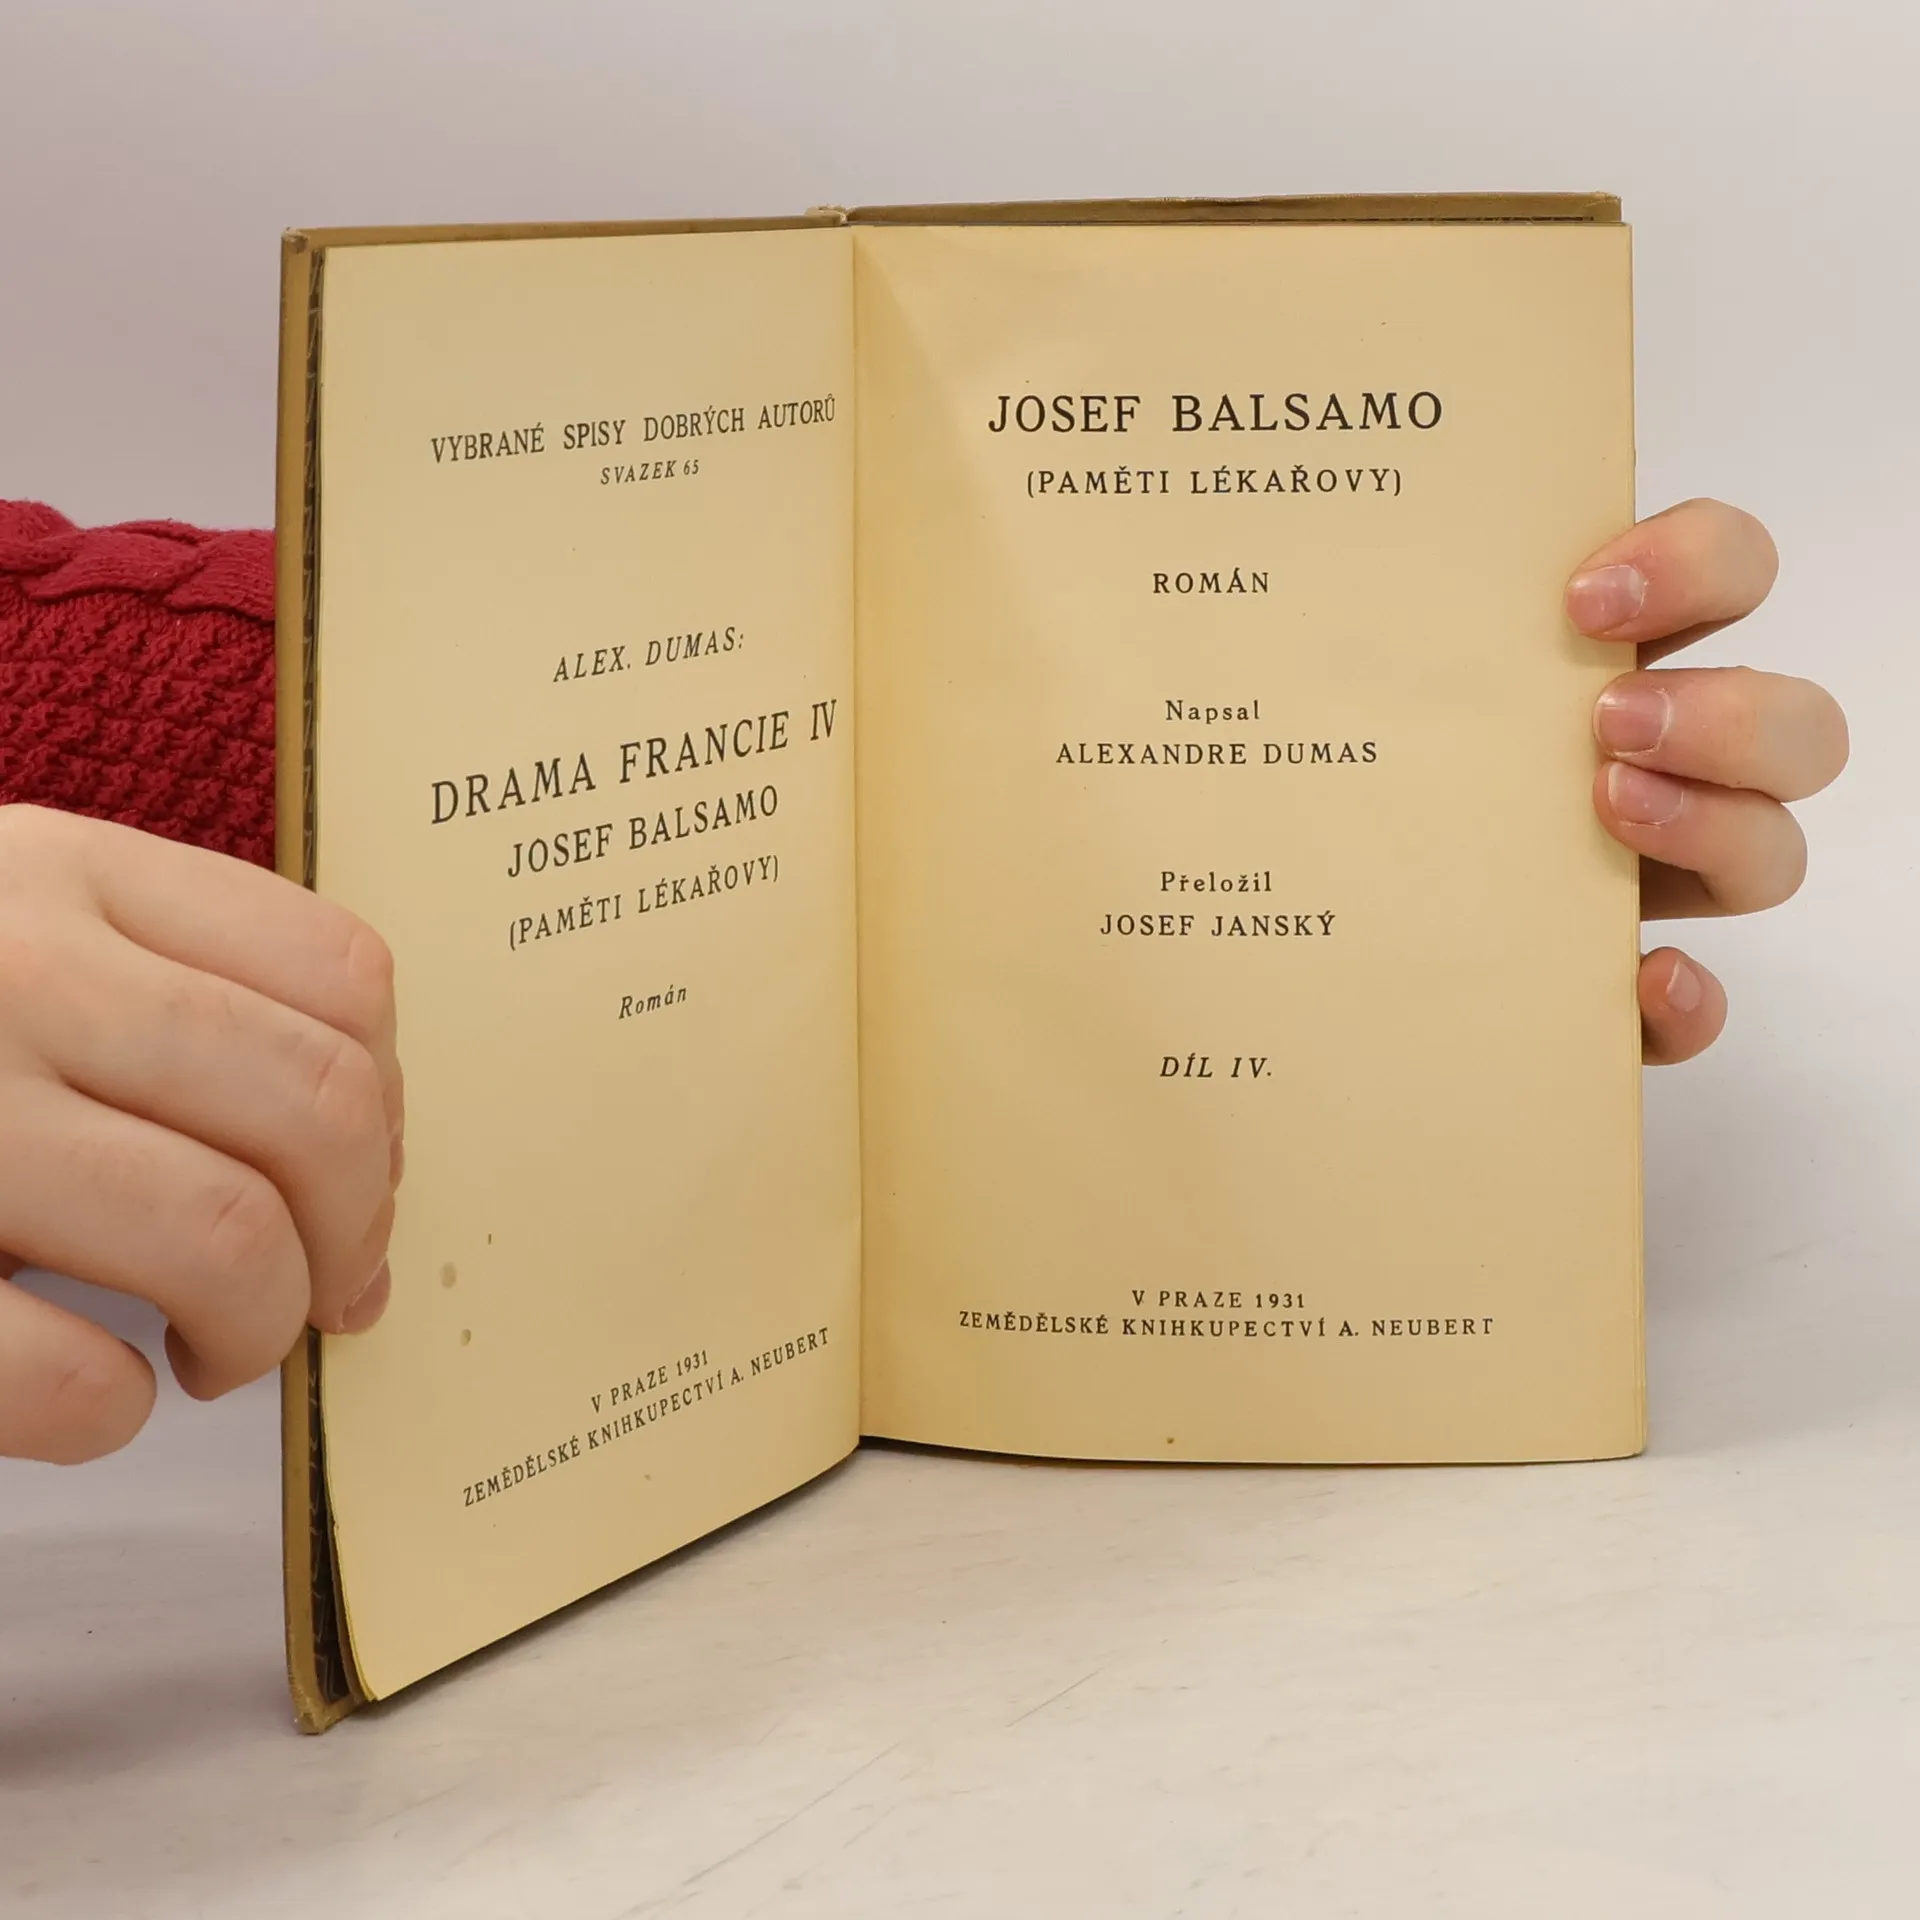 VYBRANÉ SPISY DOBRÝCH AUTORŮ
SVAZEK 65
ALEX. DUMAS:
DRAMA FRANCIE IV
JOSEF BALSAMO
(PAMĚTI LÉKAŘOVY)
Román
V PRAZE 1931
ZEMĚDĚLSKÉ KNIHKUPECTVÍ A. NEUBERT
JOSEF BALSAMO
(PAMĚTI LÉKAŘOVY)
ROMÁN
Napsal
ALEXANDRE DUMAS
Přeložil
JOSEF JANSKÝ
DÍL IV.
V PRAZE 1931
ZEMĚDĚLSKÉ KNIHKUPECTVÍ A. NEUBERT